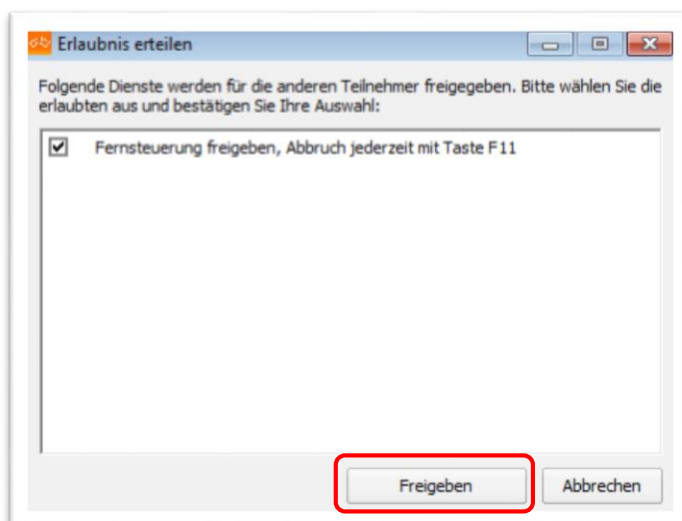 Erlaubnis erteilen
Folgende Dienste werden für die anderen Teilnehmer freigegeben. Bitte wählen Sie die
erlaubten aus und bestätigen Sie Ihre Auswahl:
Fernsteuerung freigeben, Abbruch jederzeit mit Taste F11
Freigeben Abbrechen